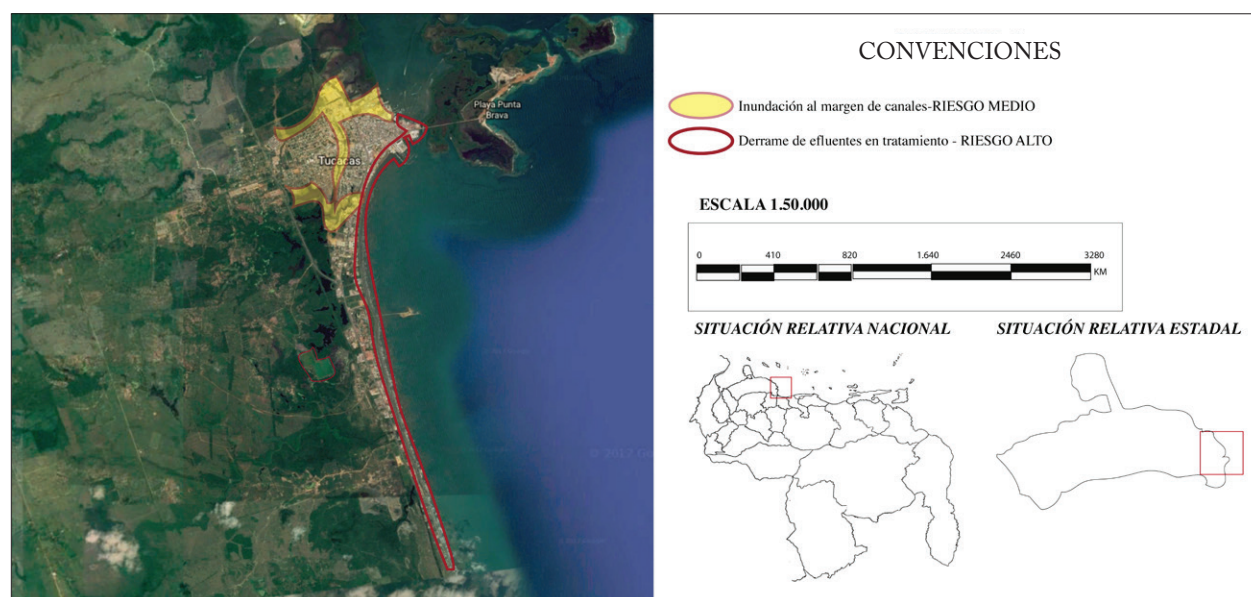 Playa Punta
Brava
Tucacas
CONVENCIONES
Inundación al margen de canales-RIESGO MEDIO
Derrame de efluentes en tratamiento - RIESGO ALTO
ESCALA 1.50.000
0 410 820 1.640 2460 3280
KM
SITUACIÓN RELATIVA NACIONAL
SITUACIÓN RELATIVA ESTADAL